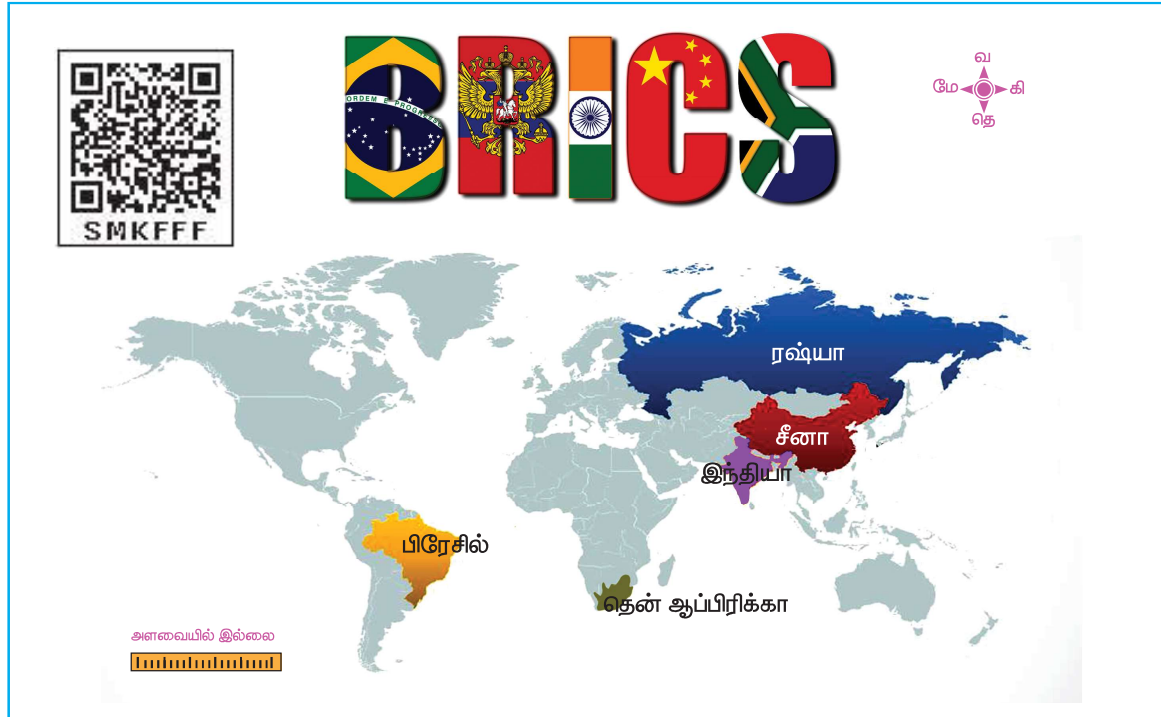 BRICS
ORDEM E PROGRESSO
SMKFFF
வ
மே கி
தெ
ரஷ்யா
சீனா
இந்தியா
பிரேசில்
தென் ஆப்பிரிக்கா
அளவையில் இல்லை